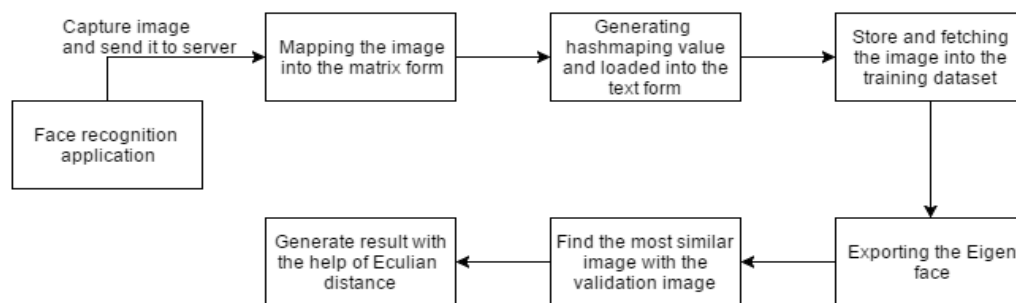 Capture image
and send it to server
Face recognition
application
Mapping the image
into the matrix form
Generating
hashmaping value
and loaded into the
text form
Store and fetching
the image into the
training dataset
Exporting the Eigen
face
Find the most similar
image with the
validation image
Generate result with
the help of Eculian
distance